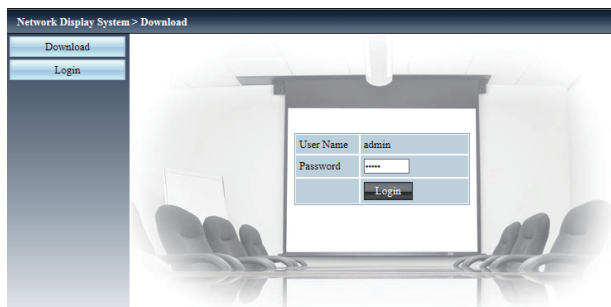 Network Display System > Download
Download
Login
User Name admin
Password •••••
Login